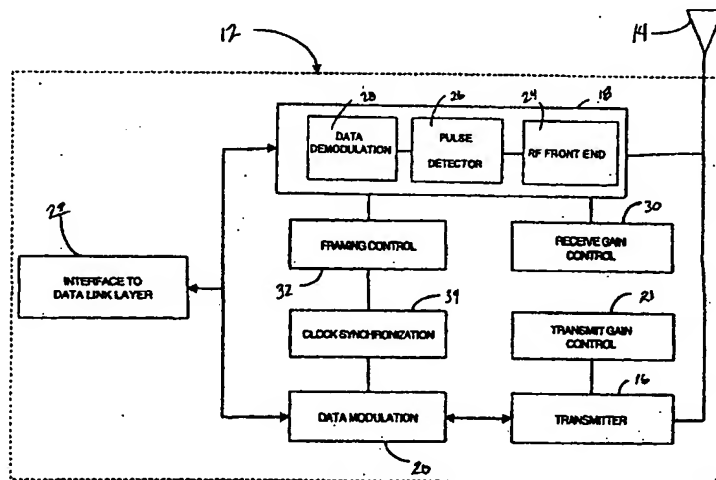 12
14
28
26
24
18
DATA
DEMODULATION
PULSE
DETECTOR
RF FRONT END
30
FRAMING CONTROL
RECEIVE GAIN
CONTROL
32
INTERFACE TO
DATA LINK LAYER
CLOCK SYNCHRONIZATION
TRANSMIT GAIN
CONTROL
16
DATA MODULATION
TRANSMITTER
20